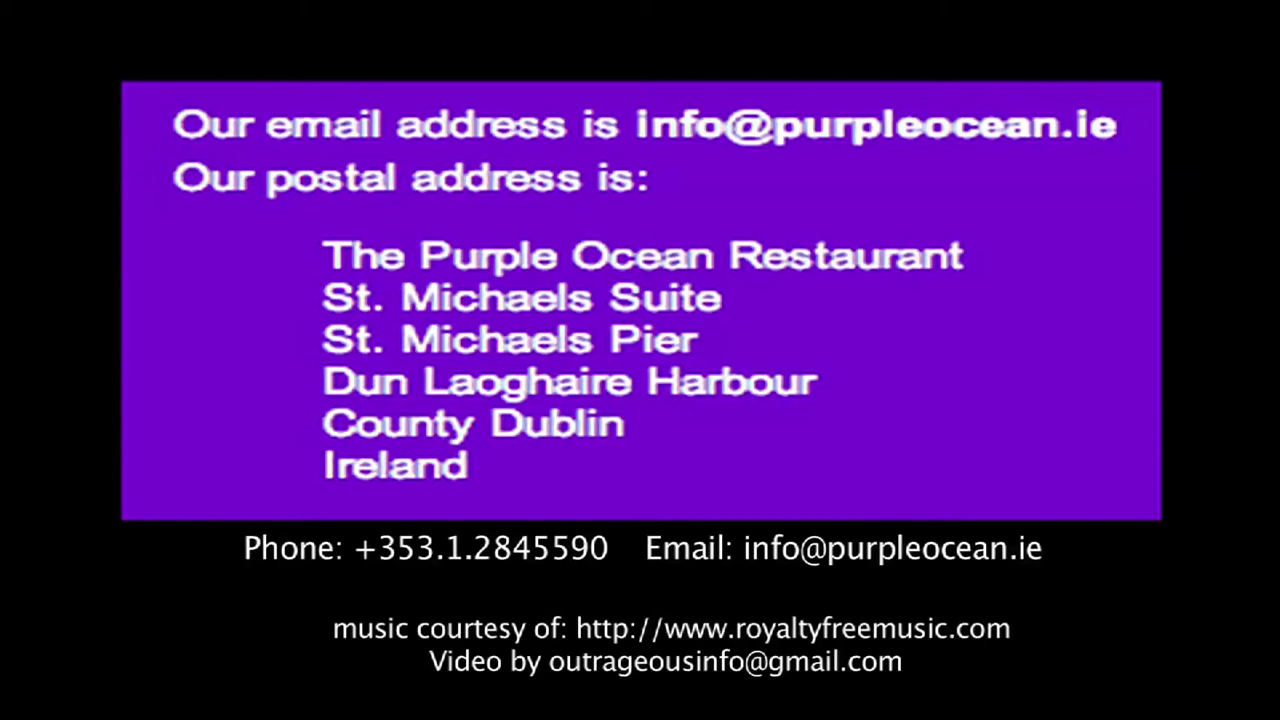 Our email address is info@purpleocean.ie
Our postal address is:
The Purple Ocean Restaurant
St. Michaels Suite
St. Michaels Pier
Dun Laoghaire Harbour
County Dublin
Ireland
Phone: +353.1.2845590 Email: info@purpleocean.ie
music courtesy of: http://www.royaltyfreemusic.com
Video by outrageousinfo@gmail.com